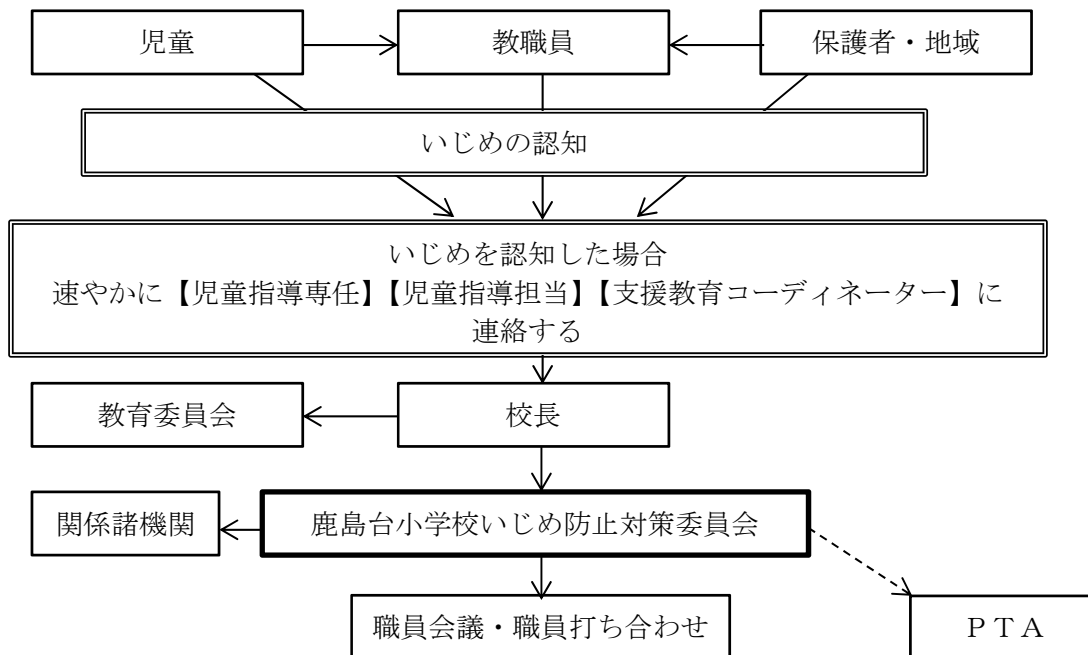 児童
教職員
保護者・地域
いじめの認知
いじめを認知した場合
速やかに【児童指導専任】【児童指導担当】【支援教育コーディネーター】に
連絡する
教育委員会
校長
関係諸機関
鹿島台小学校いじめ防止対策委員会
職員会議・職員打ち合わせ
ＰＴＡ